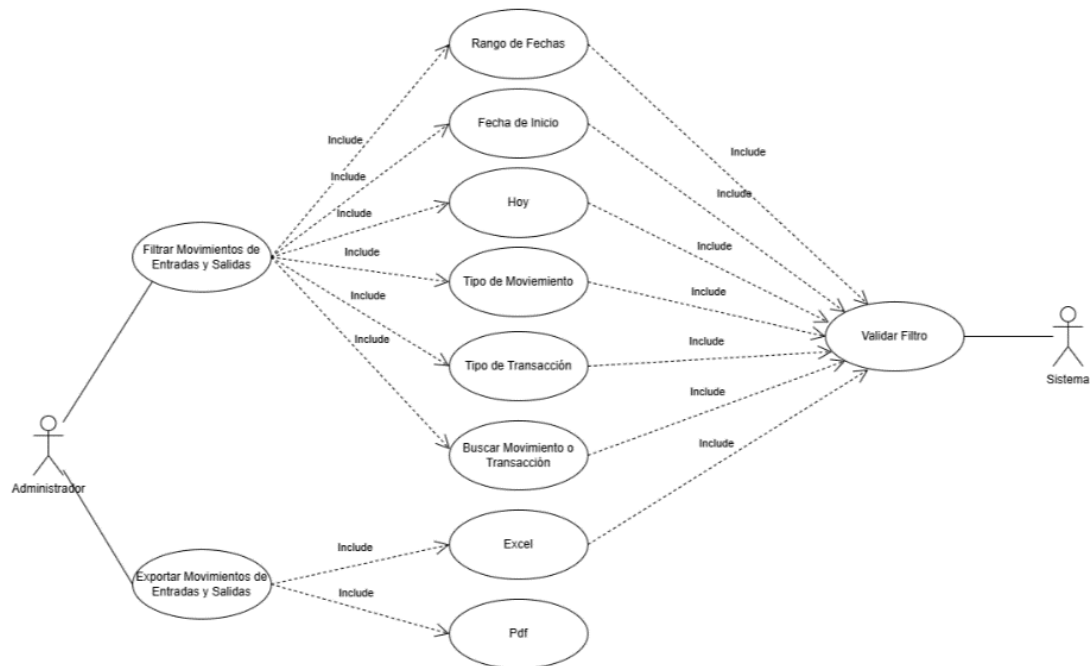 Rango de Fechas
Include
Include
Fecha de Inicio
Include
Include
Include
Hoy
Include
Filtrar Movimientos de
Entradas y Salidas
Include
Tipo de Moviemiento
Include
Include
Validar Filtro
Sistema
Include
Tipo de Transacción
Include
Include
Include
Buscar Movimiento o
Transacción
Include
Administrador
Include
Excel
Exportar Movimientos de
Entradas y Salidas
Include
Pdf